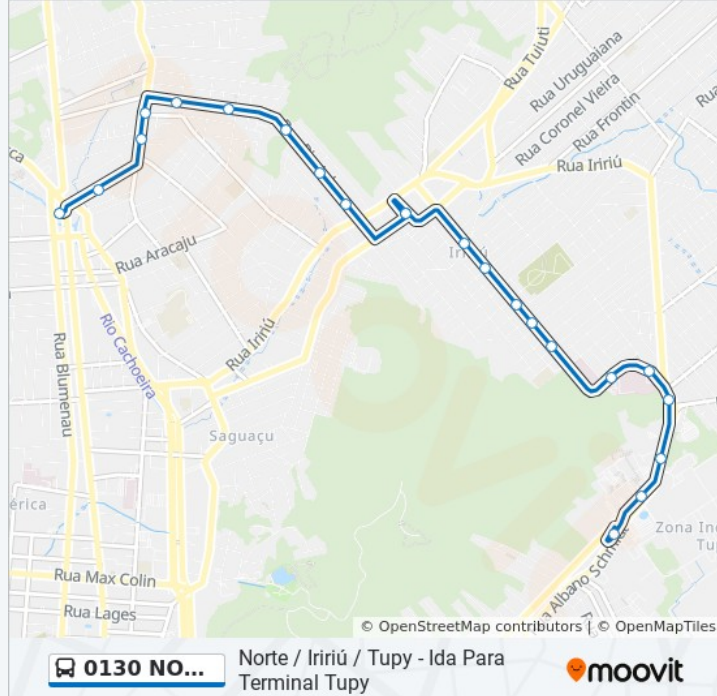 Rua Tuiuti
Rua Uruguaiana
Rua Coronel Vieira
Rua Frontin
Rua Iririú
Rua Aracaju
Rua Iririú
Rio Cachoeira
Rua Blumenau
Saguaçu
érica
Zona In
Tup
Rua Max Colin
Rua Lages
Albano Schmidt
© OpenStreetMap contributors | © OpenMapTiles
0130 NO...
Norte / Iririú / Tupy - Ida Para
Terminal Tupy
moovit